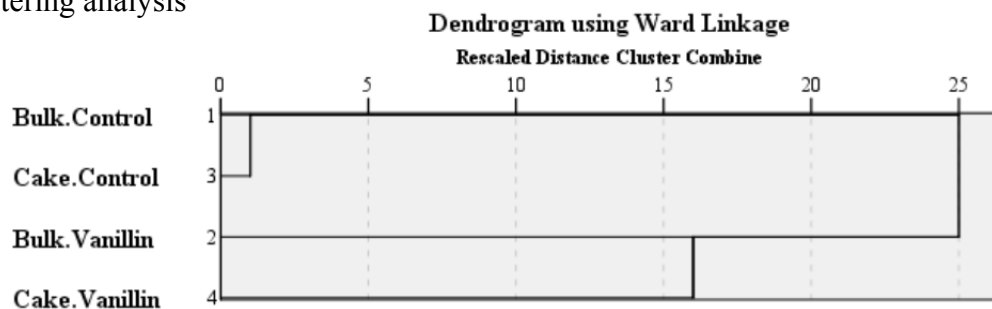 tering analysis
Dendrogram using Ward Linkage
Rescaled Distance Cluster Combine
0 5 10 15 20 25
Bulk.Control 1
Cake.Control 3
Bulk.Vanillin 2
Cake.Vanillin 4